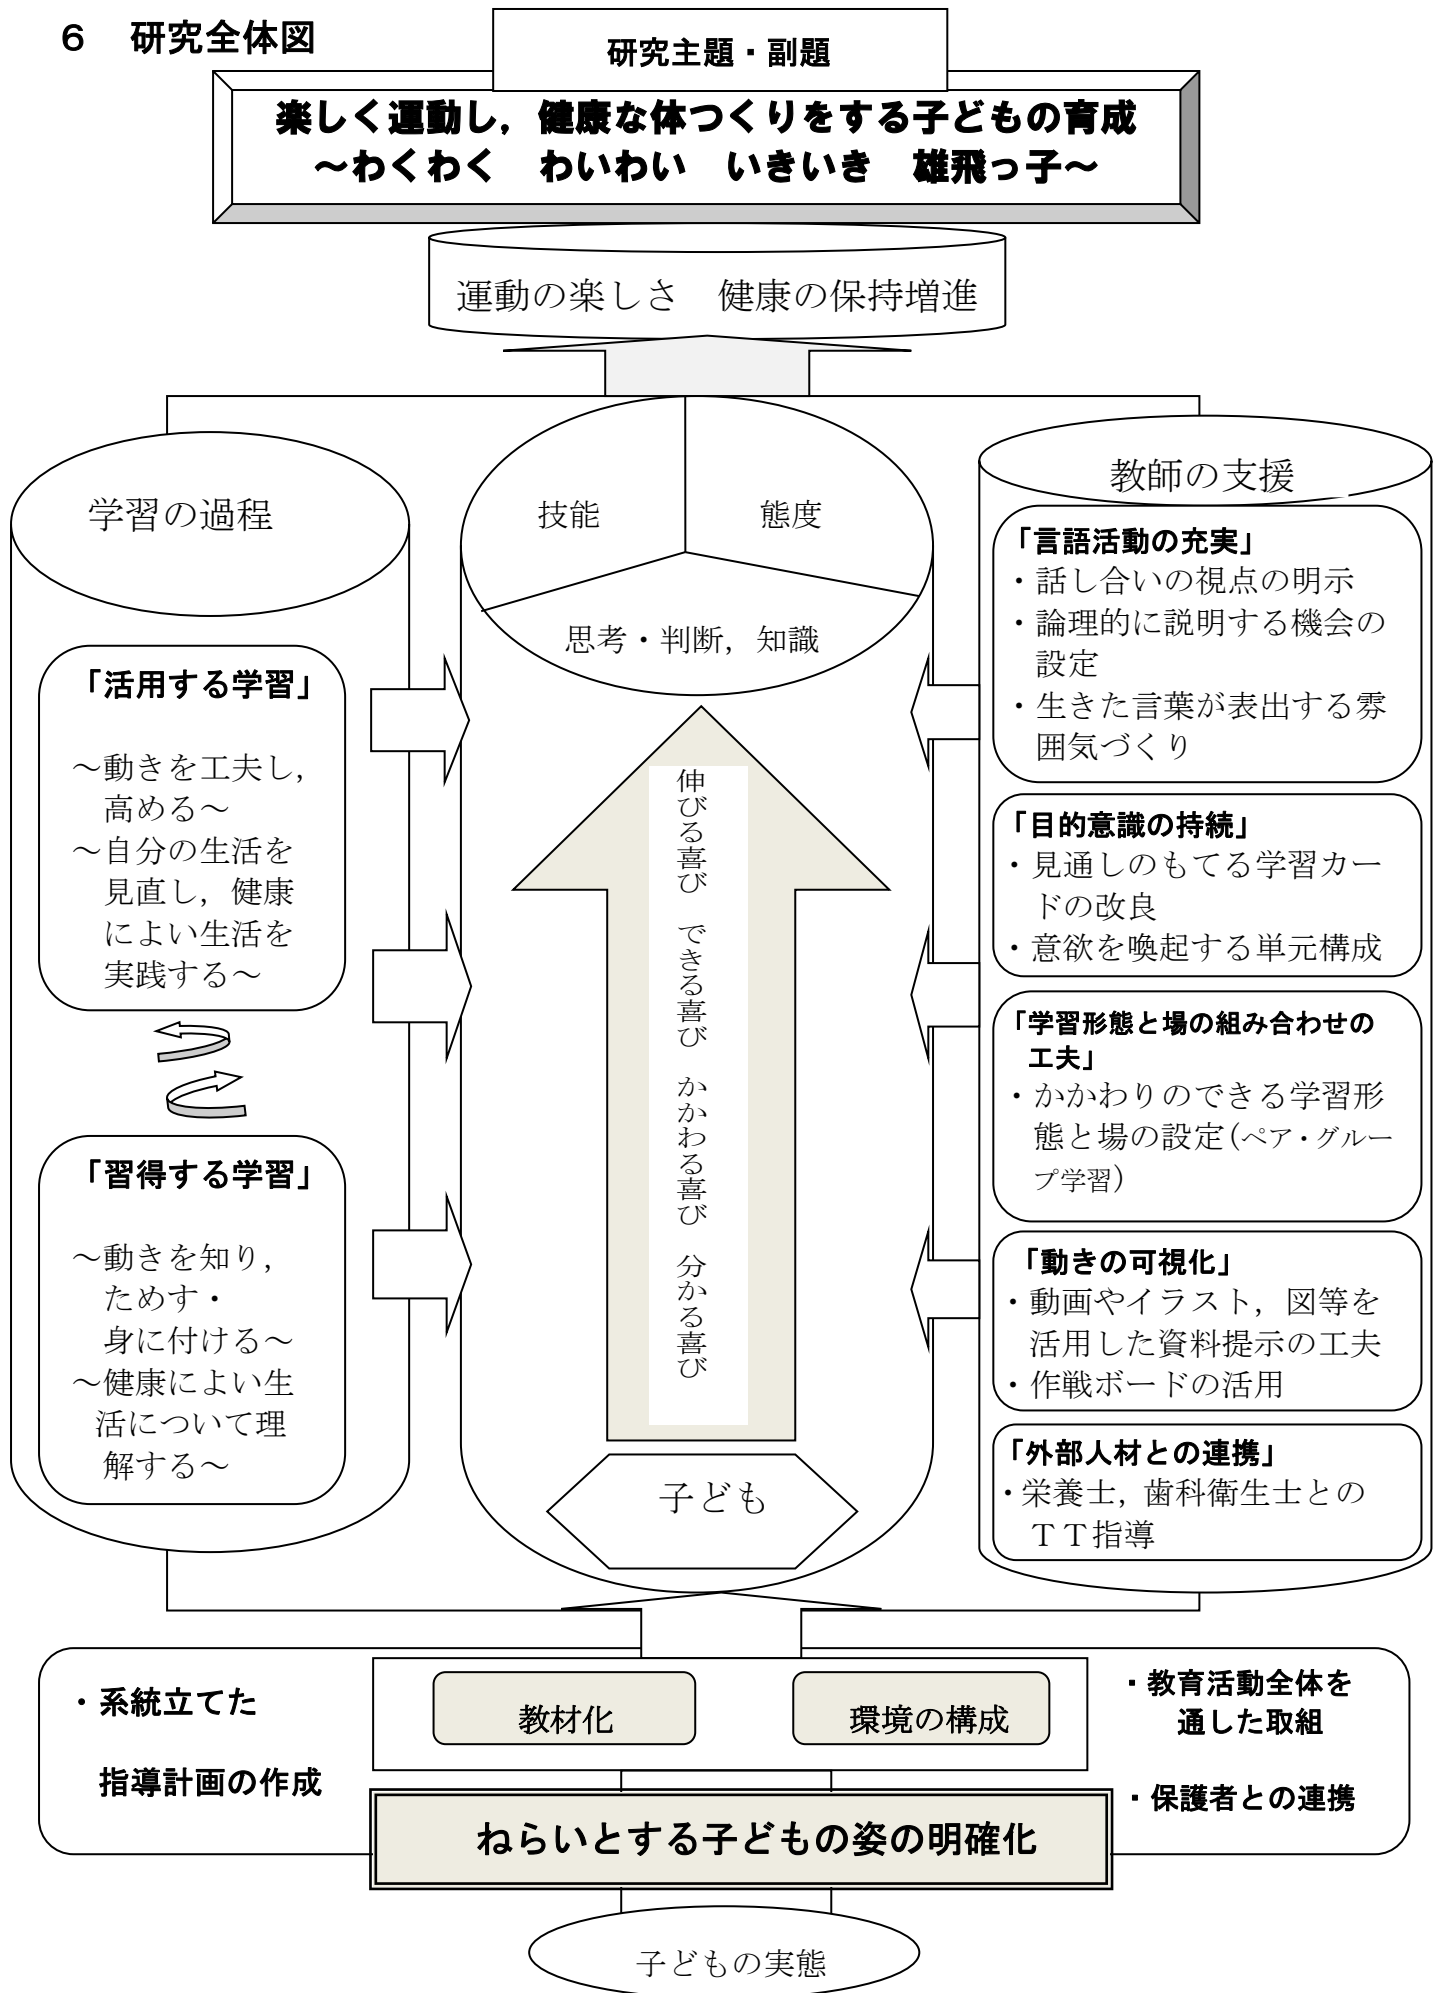 ６　研究全体図
研究主題・副題
楽しく運動し，健康な体つくりをする子どもの育成
～わくわく　わいわい　いきいき　雄飛っ子～
運動の楽しさ　健康の保持増進
学習の過程
「活用する学習」
～動きを工夫し，
高める～
～自分の生活を
見直し，健康
によい生活を
実践する～
「習得する学習」
～動きを知り，
ためす・
身に付ける～
～健康によい生
活について理
解する～
技能
態度
思考・判断，知識
伸びる喜び　できる喜び　かかわる喜び　分かる喜び
子ども
教師の支援
「言語活動の充実」
・話し合いの視点の明示
・論理的に説明する機会の
設定
・生きた言葉が表出する雰
囲気づくり
「目的意識の持続」
・見通しのもてる学習カー
ドの改良
・意欲を喚起する単元構成
「学習形態と場の組み合わせの
工夫」
・かかわりのできる学習形
態と場の設定(ペア・グルー
プ学習)
「動きの可視化」
・動画やイラスト，図等を
活用した資料提示の工夫
・作戦ボードの活用
「外部人材との連携」
・栄養士，歯科衛生士との
ＴＴ指導
・系統立てた
指導計画の作成
教材化
環境の構成
・教育活動全体を
通した取組
・保護者との連携
ねらいとする子どもの姿の明確化
子どもの実態